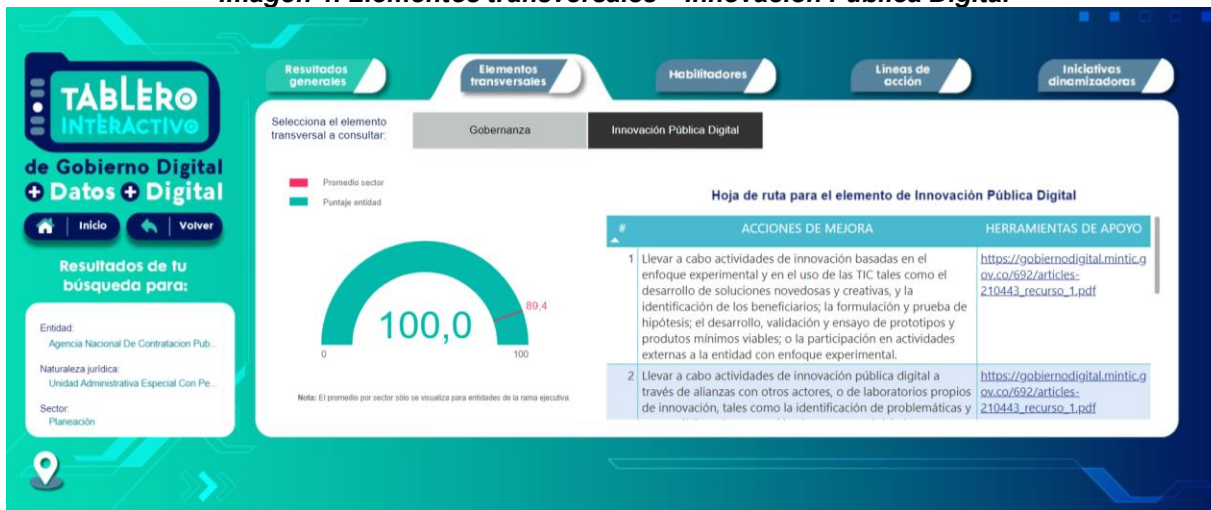 Imagen 4. Elementos transversales – Innovación Pública Digital
TABLERO
INTERACTIVO
de Gobierno Digital
+ Datos + Digital
Inicio
Volver
Resultados de tu
búsqueda para:
Entidad:
Agencia Nacional De Contratacion Pub...
Naturaleza jurídica:
Unidad Administrativa Especial Con Pe...
Sector:
Planeación
Resultados
generales
Elementos
transversales
Habilitadores
Líneas de
acción
Iniciativas
dinamizadoras
Selecciona el elemento
transversal a consultar:
Gobernanza
Innovación Pública Digital
Promedio sector
Puntaje entidad
89,4
100,0
0
100
Nota: El promedio por sector sólo se visualiza para entidades de la rama ejecutiva.
Hoja de ruta para el elemento de Innovación Pública Digital
# ACCIONES DE MEJORA HERRAMIENTAS DE APOYO
1 Llevar a cabo actividades de innovación basadas en el
enfoque experimental y en el uso de las TIC tales como el
desarrollo de soluciones novedosas y creativas, y la
identificación de los beneficiarios; la formulación y prueba de
hipótesis; el desarrollo, validación y ensayo de prototipos y
produtos mínimos viables; o la participación en actividades
externas a la entidad con enfoque experimental.
https://gobiernodigital.mintic.g
ov.co/692/articles-
210443_recurso_1.pdf
2 Llevar a cabo actividades de innovación pública digital a
través de alianzas con otros actores, o de laboratorios propios
de innovación, tales como la identificación de problemáticas y
https://gobiernodigital.mintic.g
ov.co/692/articles-
210443_recurso_1.pdf